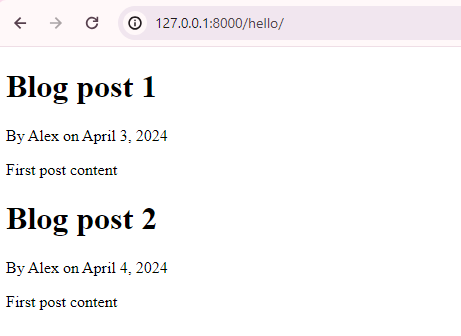 127.0.0.1:8000/hello/
Blog post 1
By Alex on April 3, 2024
First post content
Blog post 2
By Alex on April 4, 2024
First post content